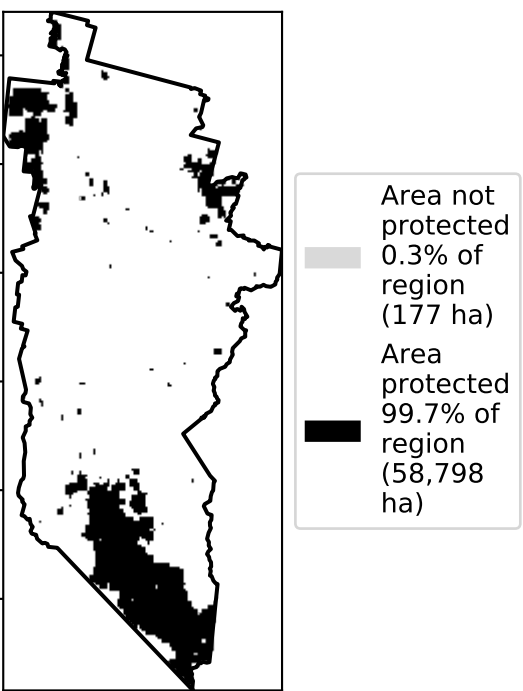 Area not
protected
0.3% of
region
(177 ha)
Area
protected
99.7% of
region
(58,798
ha)